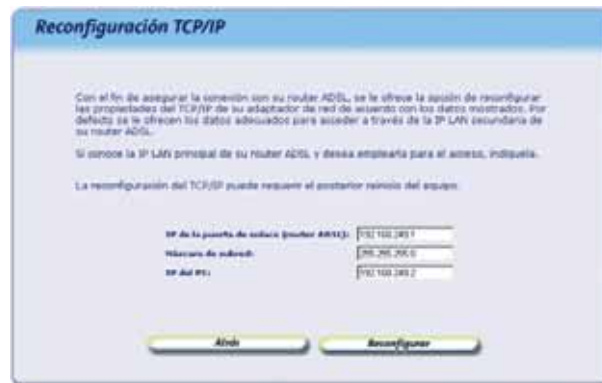 Reconfiguración TCP/IP
Con el fin de asegurar la conexión con su router ADSL, se le ofrece la opción de reconfigurar
las propiedades del TCP/IP de su adaptador de red de acuerdo con los datos mostrados. Por
defecto se le ofrecen los datos adecuados para acceder a través de la IP LAN secundaria de
su router ADSL.
Si conoce la IP LAN principal de su router ADSL y desea emplearla para el acceso, indíquela.
La reconfiguración del TCP/IP puede requerir el posterior reinicio del equipo.
IP de la puerta de enlace (router ADSL): 192.168.249.1
Máscara de subred: 255.255.255.0
IP del PC: 192.168.249.2
Atrás
Reconfigurar